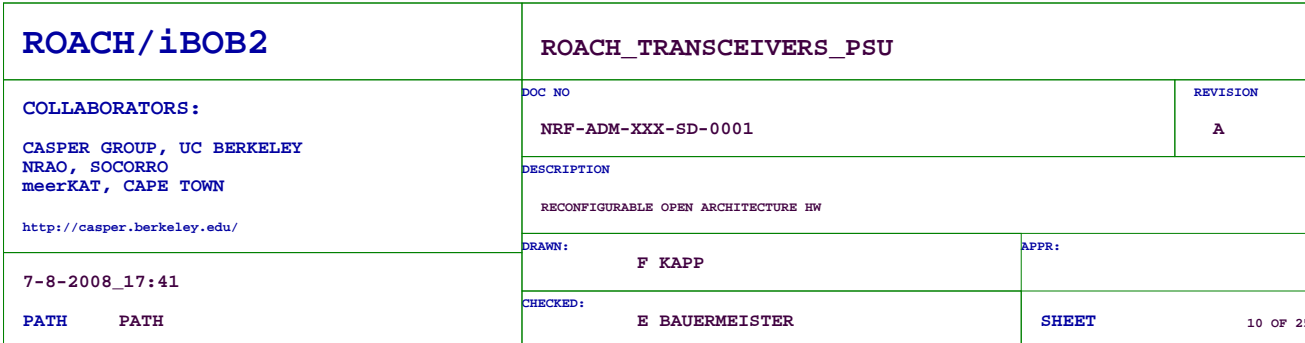 ROACH/iBOB2
ROACH_TRANSCEIVERS_PSU
COLLABORATORS:
CASPER GROUP, UC BERKELEY
NRAO, SOCORRO
meerKAT, CAPE TOWN
http://casper.berkeley.edu/
7-8-2008_17:41
PATH PATH
DOC NO
NRF-ADM-XXX-SD-0001
REVISION
A
DESCRIPTION
RECONFIGURABLE OPEN ARCHITECTURE HW
DRAWN:
F KAPP
APPR:
CHECKED:
E BAUERMEISTER
SHEET
10 OF